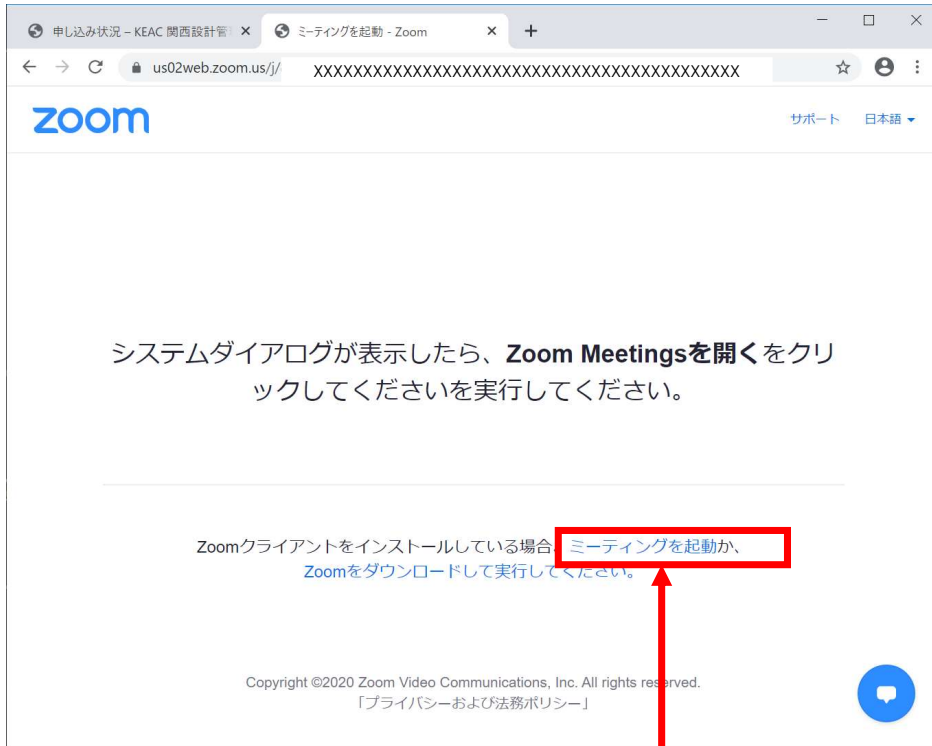 申し込み状況 – KEAC 関西設計管
ミーティングを起動 - Zoom
us02web.zoom.us/j/ XXXXXXXXXXXXXXXXXXXXXXXXXXXXXXXXXXXXXXXXXXX
zoom
サポート 日本語
システムダイアログが表示したら、Zoom Meetingsを開くをクリ
ックしてくださいを実行してください。
Zoomクライアントをインストールしている場合、ミーティングを起動か、
Zoomをダウンロードして実行してください。
Copyright ©2020 Zoom Video Communications, Inc. All rights reserved.
「プライバシーおよび法務ポリシー」